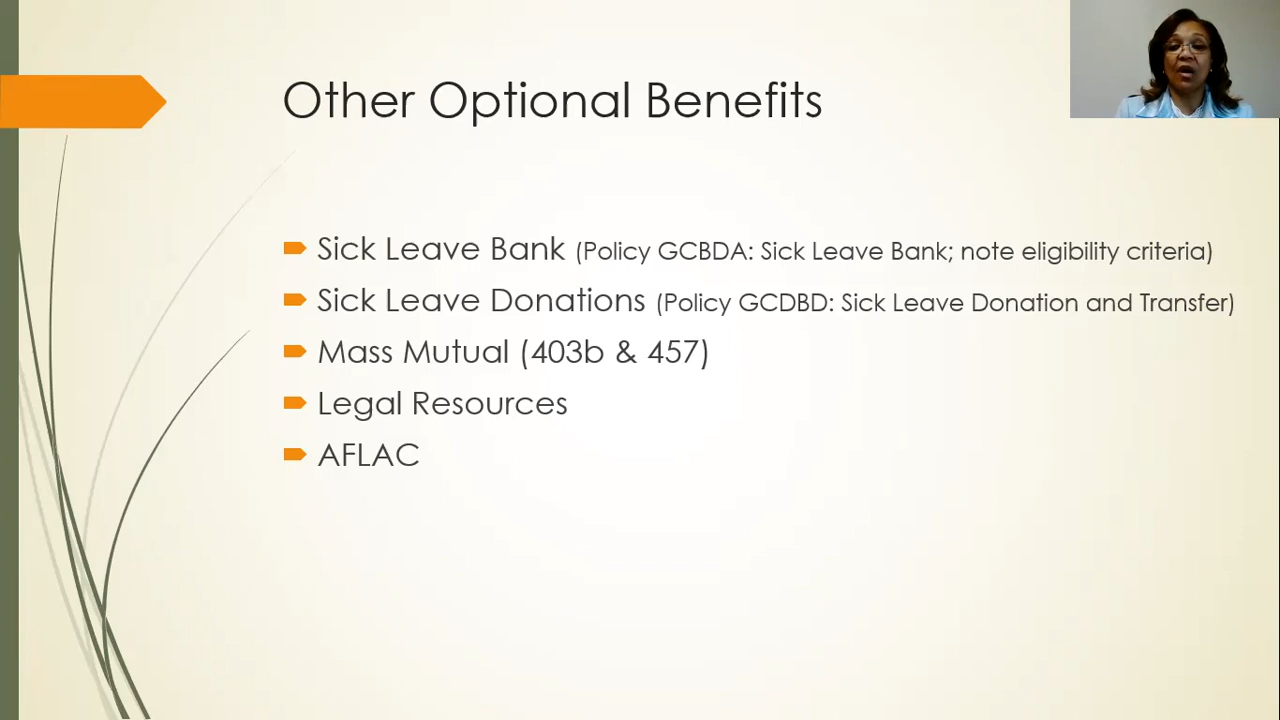 Other Optional Benefits
Sick Leave Bank (Policy GCBDA: Sick Leave Bank; note eligibility criteria)
Sick Leave Donations (Policy GCDBD: Sick Leave Donation and Transfer)
Mass Mutual (403b & 457)
Legal Resources
AFLAC